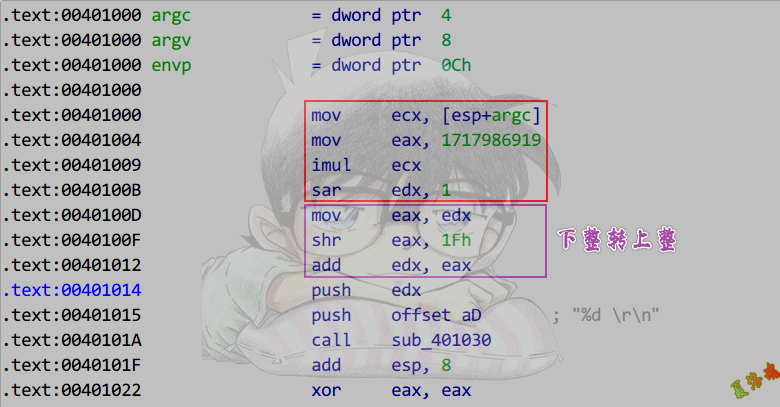 .text:00401000 argc = dword ptr 4
.text:00401000 argv = dword ptr 8
.text:00401000 envp = dword ptr 0Ch
.text:00401000
.text:00401000 mov ecx, [esp+argc]
.text:00401004 mov eax, 1717986919
.text:00401009 imul ecx
.text:0040100B sar edx, 1
.text:0040100D mov eax, edx
.text:0040100F shr eax, 1Fh
下整转上整
.text:00401012 add edx, eax
.text:00401014 push edx
.text:00401015 push offset aD ; "%d \r\n"
.text:0040101A call sub_401030
.text:0040101F add esp, 8
.text:00401022 xor eax, eax